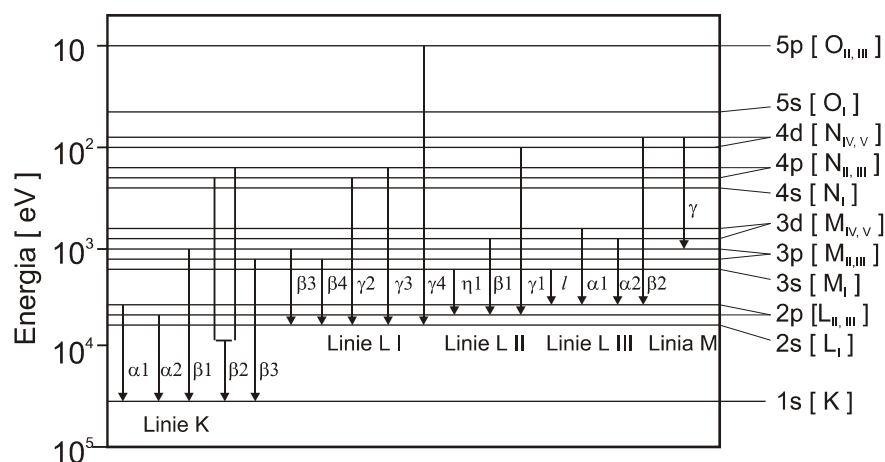 Energia [ eV]
10
10²
10³
10⁴
10⁵
5p [ O_II, III ]
5s [ O_I ]
4d [ N_IV, V ]
4p [ N_II, III ]
4s [ N_I ]
3d [ M_IV, V ]
3p [ M_II,III ]
3s [ M_I ]
2p [L_II, III ]
2s [ L_I ]
1s [ K ]
γ
β3 β4 γ2 γ3 γ4 η1 β1 γ1 l α1 α2 β2
Linie L I Linie L II Linie L III Linia M
α1 α2 β1 β2 β3
Linie K